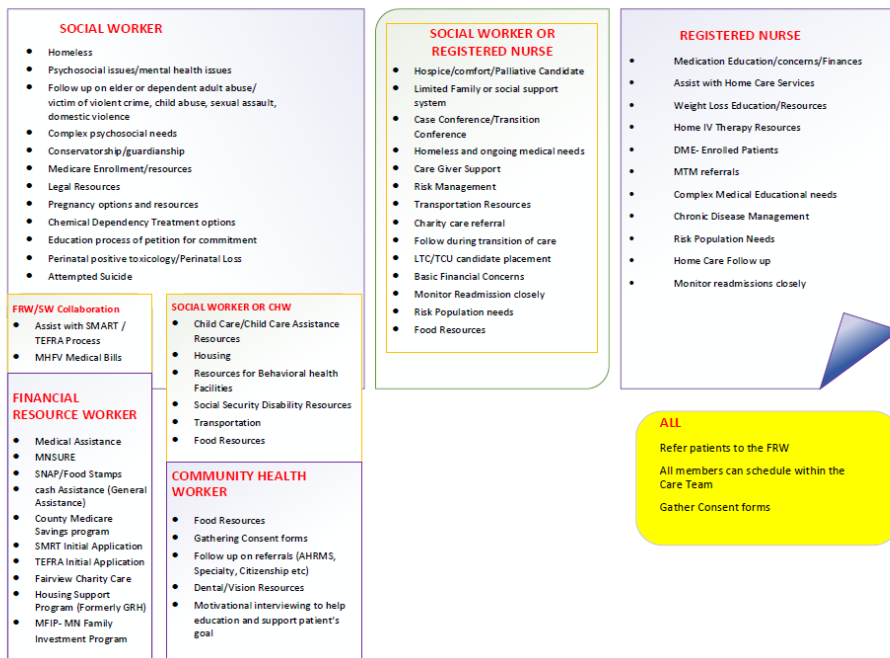 SOCIAL WORKER
Homeless
Psychosocial issues/mental health issues
Follow up on elder or dependent adult abuse/
victim of violent crime, child abuse, sexual assault,
domestic violence
Complex psychosocial needs
Conservatorship/guardianship
Medicare Enrollment/resources
Legal Resources
Pregnancy options and resources
Chemical Dependency Treatment options
Education process of petition for commitment
Perinatal positive toxicology/Perinatal Loss
Attempted Suicide
FRW/SW Collaboration
Assist with SMART /
TEFRA Process
MHFV Medical Bills
SOCIAL WORKER OR CHW
Child Care/Child Care Assistance
Resources
Housing
Resources for Behavioral health
Facilities
Social Security Disability Resources
Transportation
Food Resources
FINANCIAL
RESOURCE WORKER
Medical Assistance
MNSURE
SNAP/Food Stamps
cash Assistance (General
Assistance)
County Medicare
Savings program
SMRT Initial Application
TEFRA Initial Application
Fairview Charity Care
Housing Support
Program (Formerly GRH)
MFIP- MN Family
Investment Program
COMMUNITY HEALTH
WORKER
Food Resources
Gathering Consent forms
Follow up on referrals (AHRMS,
Specialty, Citizenship etc)
Dental/Vision Resources
Motivational interviewing to help
education and support patient's
goal
SOCIAL WORKER OR
REGISTERED NURSE
Hospice/comfort/Palliative Candidate
Limited Family or social support
system
Case Conference/Transition
Conference
Homeless and ongoing medical needs
Care Giver Support
Risk Management
Transportation Resources
Charity care referral
Follow during transition of care
LTC/TCU candidate placement
Basic Financial Concerns
Monitor Readmission closely
Risk Population needs
Food Resources
REGISTERED NURSE
Medication Education/concerns/Finances
Assist with Home Care Services
Weight Loss Education/Resources
Home IV Therapy Resources
DME- Enrolled Patients
MTM referrals
Complex Medical Educational needs
Chronic Disease Management
Risk Population Needs
Home Care Follow up
Monitor readmissions closely
ALL
Refer patients to the FRW
All members can schedule within the
Care Team
Gather Consent forms